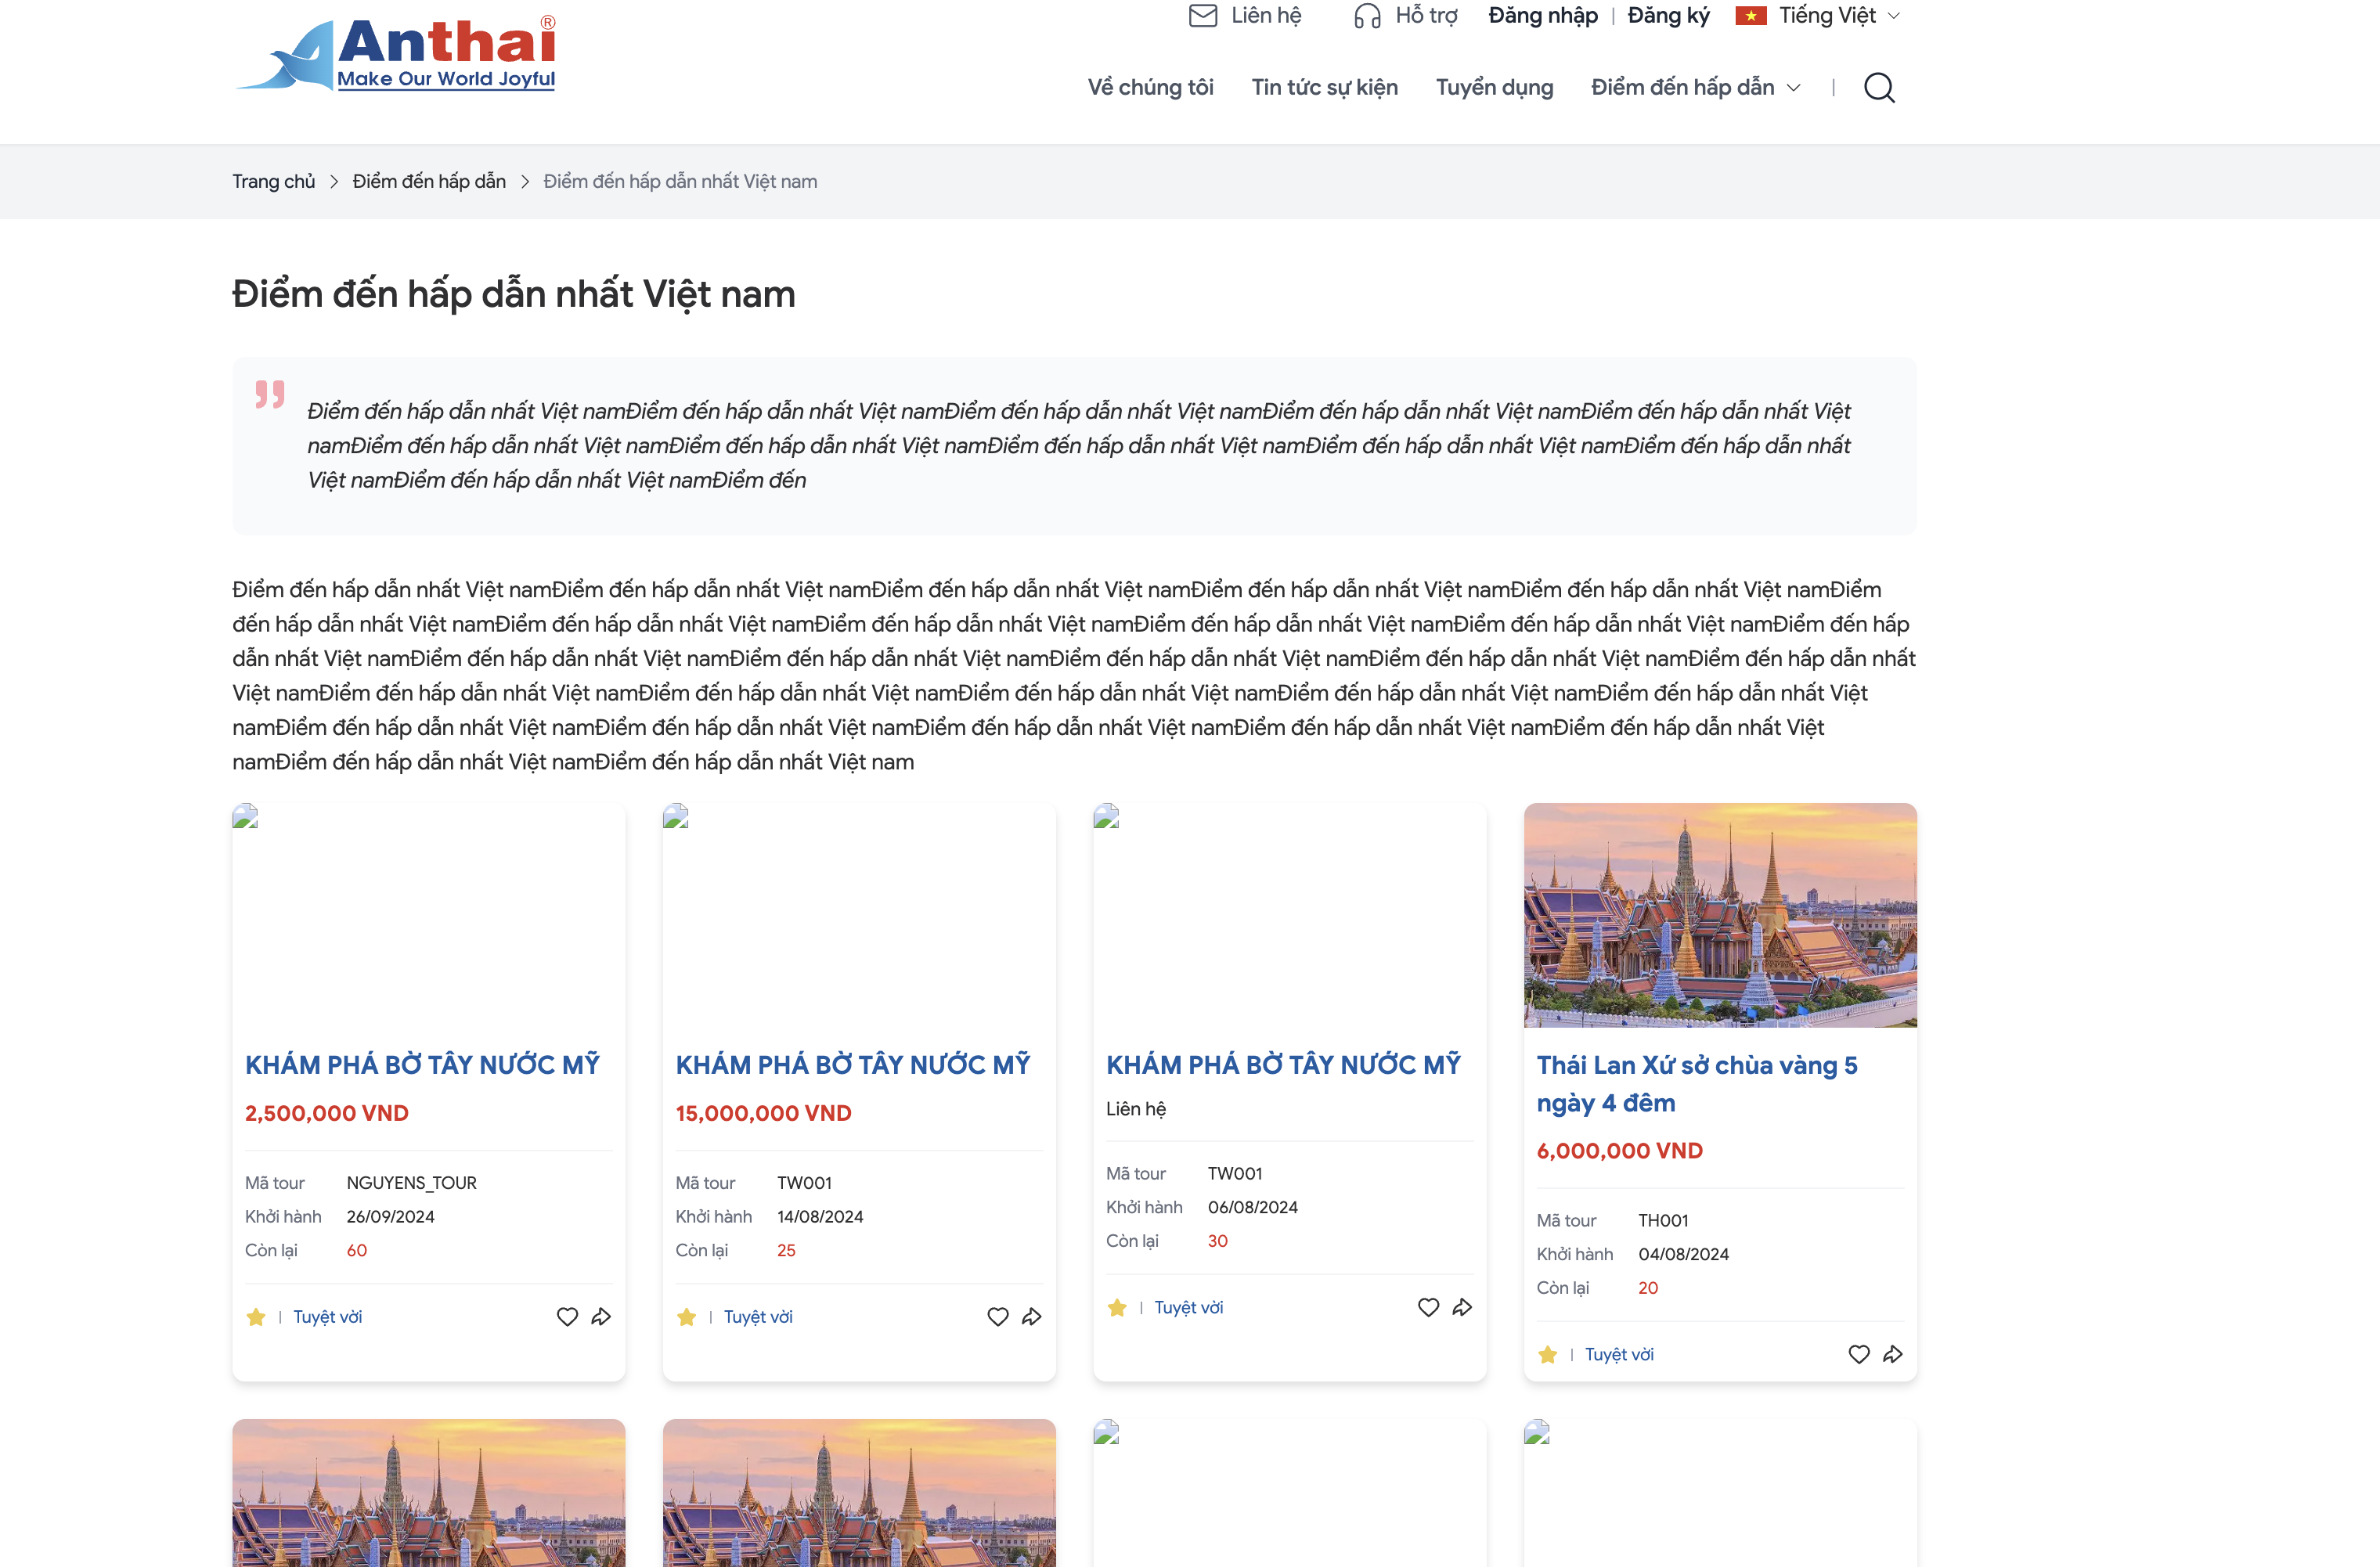 Liên hệ
Hỗ trợ
Đăng nhập | Đăng ký
Tiếng Việt
Anthai®
Make Our World Joyful
Về chúng tôi
Tin tức sự kiện
Tuyển dụng
Điểm đến hấp dẫn
Trang chủ > Điểm đến hấp dẫn > Điểm đến hấp dẫn nhất Việt nam
Điểm đến hấp dẫn nhất Việt nam
Điểm đến hấp dẫn nhất Việt namĐiểm đến hấp dẫn nhất Việt namĐiểm đến hấp dẫn nhất Việt namĐiểm đến hấp dẫn nhất Việt namĐiểm đến hấp dẫn nhất Việt
namĐiểm đến hấp dẫn nhất Việt namĐiểm đến hấp dẫn nhất Việt namĐiểm đến hấp dẫn nhất Việt namĐiểm đến hấp dẫn nhất Việt namĐiểm đến hấp dẫn nhất
Việt namĐiểm đến hấp dẫn nhất Việt namĐiểm đến
Điểm đến hấp dẫn nhất Việt namĐiểm đến hấp dẫn nhất Việt namĐiểm đến hấp dẫn nhất Việt namĐiểm đến hấp dẫn nhất Việt namĐiểm đến hấp dẫn nhất Việt namĐiểm
đến hấp dẫn nhất Việt namĐiểm đến hấp dẫn nhất Việt namĐiểm đến hấp dẫn nhất Việt namĐiểm đến hấp dẫn nhất Việt namĐiểm đến hấp dẫn nhất Việt namĐiểm đến hấp
dẫn nhất Việt namĐiểm đến hấp dẫn nhất Việt namĐiểm đến hấp dẫn nhất Việt namĐiểm đến hấp dẫn nhất Việt namĐiểm đến hấp dẫn nhất Việt namĐiểm đến hấp dẫn nhất
Việt namĐiểm đến hấp dẫn nhất Việt namĐiểm đến hấp dẫn nhất Việt namĐiểm đến hấp dẫn nhất Việt namĐiểm đến hấp dẫn nhất Việt namĐiểm đến hấp dẫn nhất Việt
namĐiểm đến hấp dẫn nhất Việt namĐiểm đến hấp dẫn nhất Việt namĐiểm đến hấp dẫn nhất Việt namĐiểm đến hấp dẫn nhất Việt namĐiểm đến hấp dẫn nhất Việt
namĐiểm đến hấp dẫn nhất Việt namĐiểm đến hấp dẫn nhất Việt nam
KHÁM PHÁ BỜ TÂY NƯỚC MỸ
2,500,000 VND
Mã tour NGUYENS_TOUR
Khởi hành 26/09/2024
Còn lại 60
| Tuyệt vời
KHÁM PHÁ BỜ TÂY NƯỚC MỸ
15,000,000 VND
Mã tour TW001
Khởi hành 14/08/2024
Còn lại 25
| Tuyệt vời
KHÁM PHÁ BỜ TÂY NƯỚC MỸ
Liên hệ
Mã tour TW001
Khởi hành 06/08/2024
Còn lại 30
| Tuyệt vời
Thái Lan Xứ sở chùa vàng 5
ngày 4 đêm
6,000,000 VND
Mã tour TH001
Khởi hành 04/08/2024
Còn lại 20
| Tuyệt vời